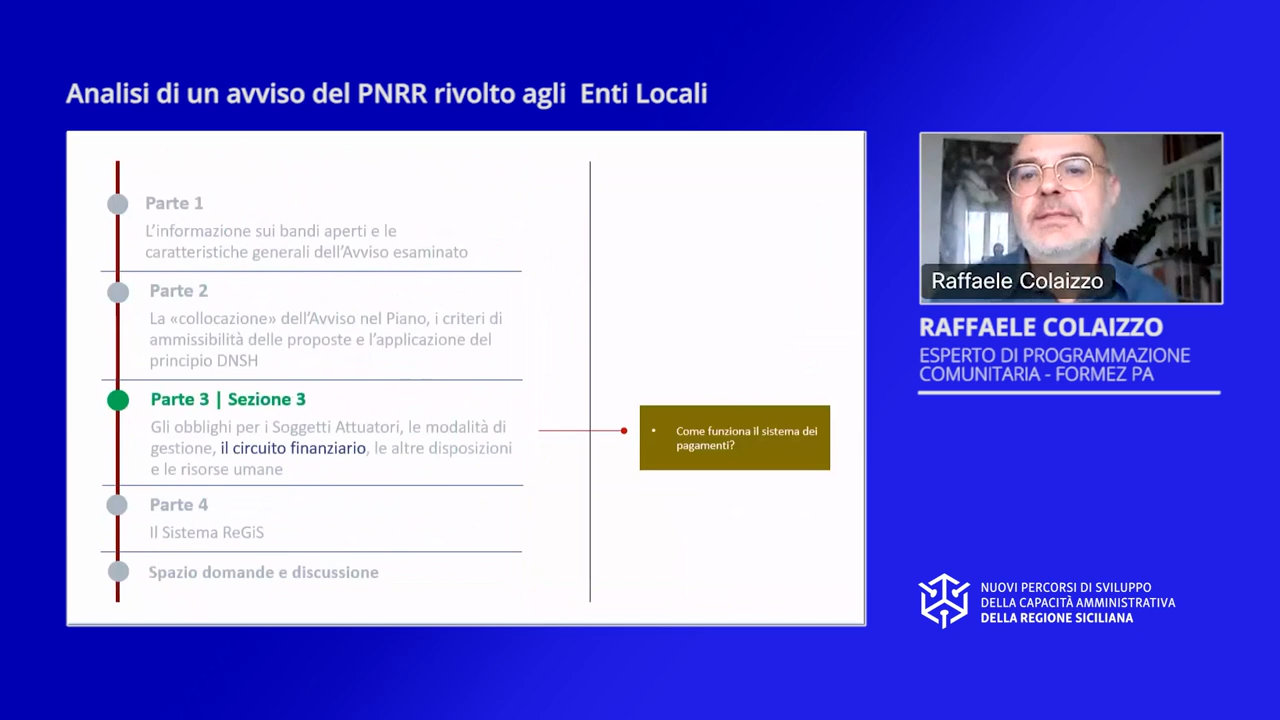 Analisi di un avviso del PNRR rivolto agli Enti Locali
Parte 1
L'informazione sui bandi aperti e le
caratteristiche generali dell'Avviso esaminato
Parte 2
La «collocazione» dell'Avviso nel Piano, i criteri di
ammissibilità delle proposte e l'applicazione del
principio DNSH
Parte 3 | Sezione 3
Gli obblighi per i Soggetti Attuatori, le modalità di
gestione, il circuito finanziario, le altre disposizioni
e le risorse umane
Parte 4
Il Sistema ReGiS
Spazio domande e discussione
• Come funziona il sistema dei
pagamenti?
Raffaele Colaizzo
RAFFAELE COLAIZZO
ESPERTO DI PROGRAMMAZIONE
COMUNITARIA - FORMEZ PA
NUOVI PERCORSI DI SVILUPPO
DELLA CAPACITÀ AMMINISTRATIVA
DELLA REGIONE SICILIANA